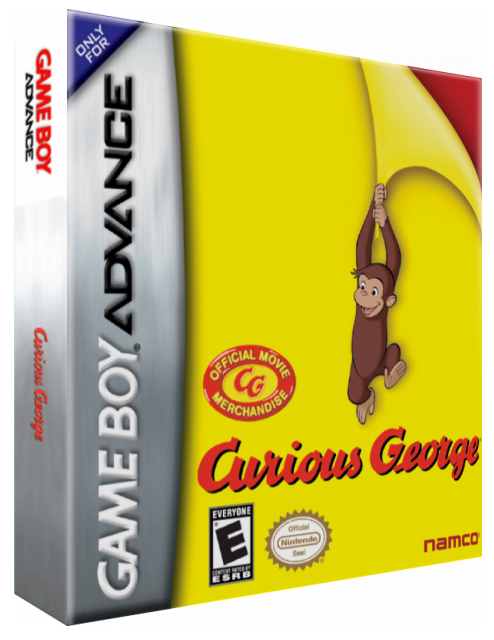 ONLY
FOR
GAME BOY
ADVANCE
Curious George
GAME BOY ADVANCE
OFFICIAL MOVIE
CG
MERCHANDISE
Curious George
EVERYONE
E
CONTENT RATED BY
ESRB
Official
Nintendo
Seal
namco